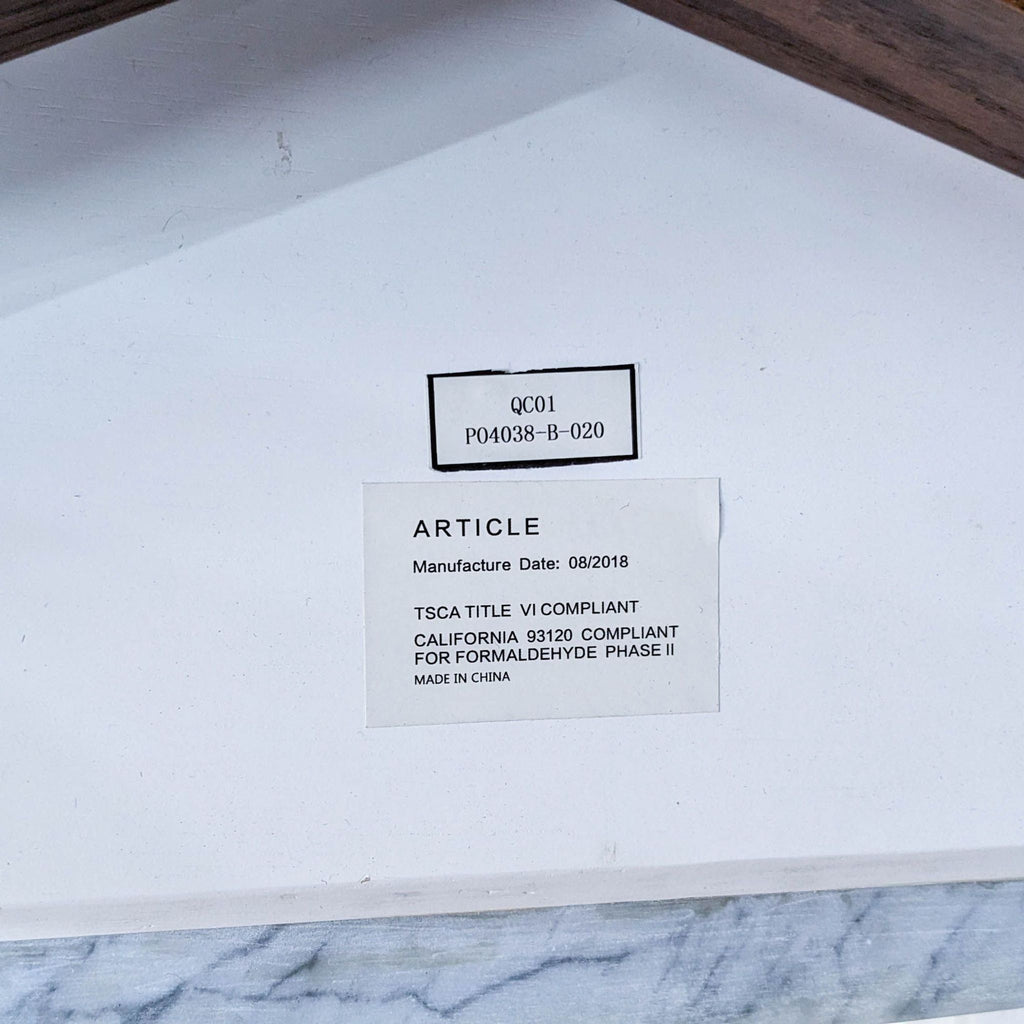 QC01
PO4038-B-020
ARTICLE
Manufacture Date: 08/2018
TSCA TITLE VI COMPLIANT
CALIFORNIA 93120 COMPLIANT
FOR FORMALDEHYDE PHASE II
MADE IN CHINA